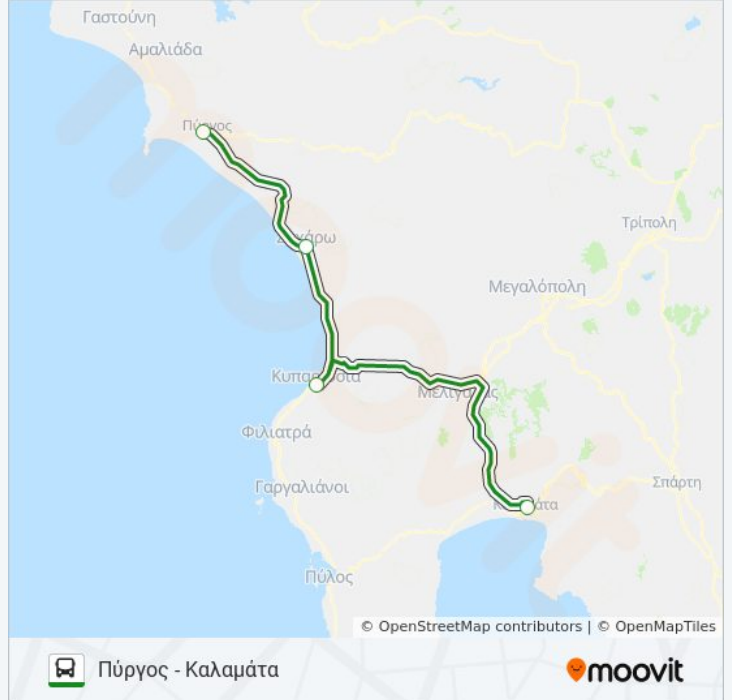 Γαστούνη
Αμαλιάδα
Τρίπολη
Μεγαλόπολη
Φιλιατρά
Γαργαλιάνοι
Σπάρτη
Πύλος
© OpenStreetMap contributors | © OpenMapTiles
Πύργος - Καλαμάτα
moovit